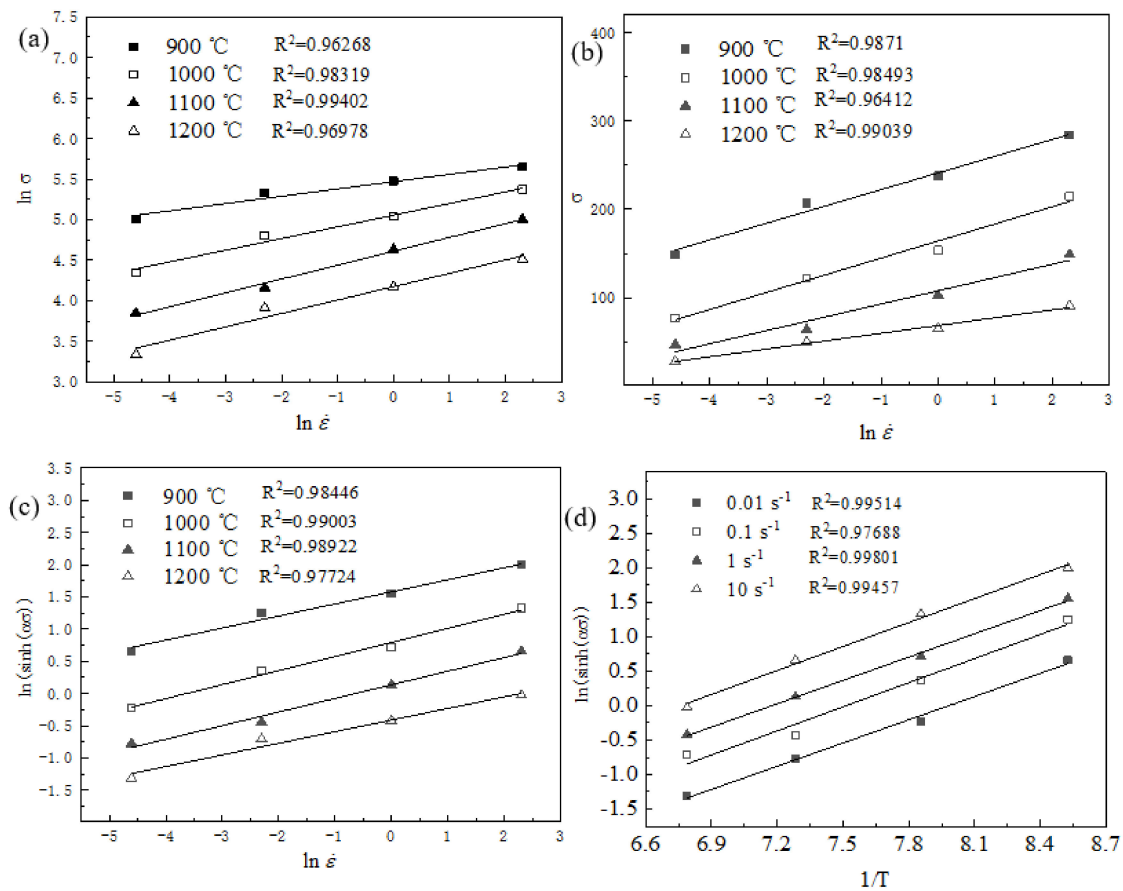 (a)
7.5
7.0
6.5
6.0
5.5
5.0
4.5
4.0
3.5
3.0
ln σ
900 ℃ R²=0.96268
1000 ℃ R²=0.98319
1100 ℃ R²=0.99402
1200 ℃ R²=0.96978
-5 -4 -3 -2 -1 0 1 2 3
ln ε̇
(b)
400
300
200
100
σ
900 ℃ R²=0.9871
1000 ℃ R²=0.98493
1100 ℃ R²=0.96412
1200 ℃ R²=0.99039
-5 -4 -3 -2 -1 0 1 2 3
ln ε̇
(c)
3.5
3.0
2.5
2.0
1.5
1.0
0.5
0.0
-0.5
-1.0
-1.5
ln(sinh(ασ))
900 ℃ R²=0.98446
1000 ℃ R²=0.99003
1100 ℃ R²=0.98922
1200 ℃ R²=0.97724
-5 -4 -3 -2 -1 0 1 2 3
ln ε̇
(d)
3.0
2.5
2.0
1.5
1.0
0.5
0.0
-0.5
-1.0
-1.5
ln(sinh(ασ))
0.01 s⁻¹ R²=0.99514
0.1 s⁻¹ R²=0.97688
1 s⁻¹ R²=0.99801
10 s⁻¹ R²=0.99457
6.6 6.9 7.2 7.5 7.8 8.1 8.4 8.7
1/T